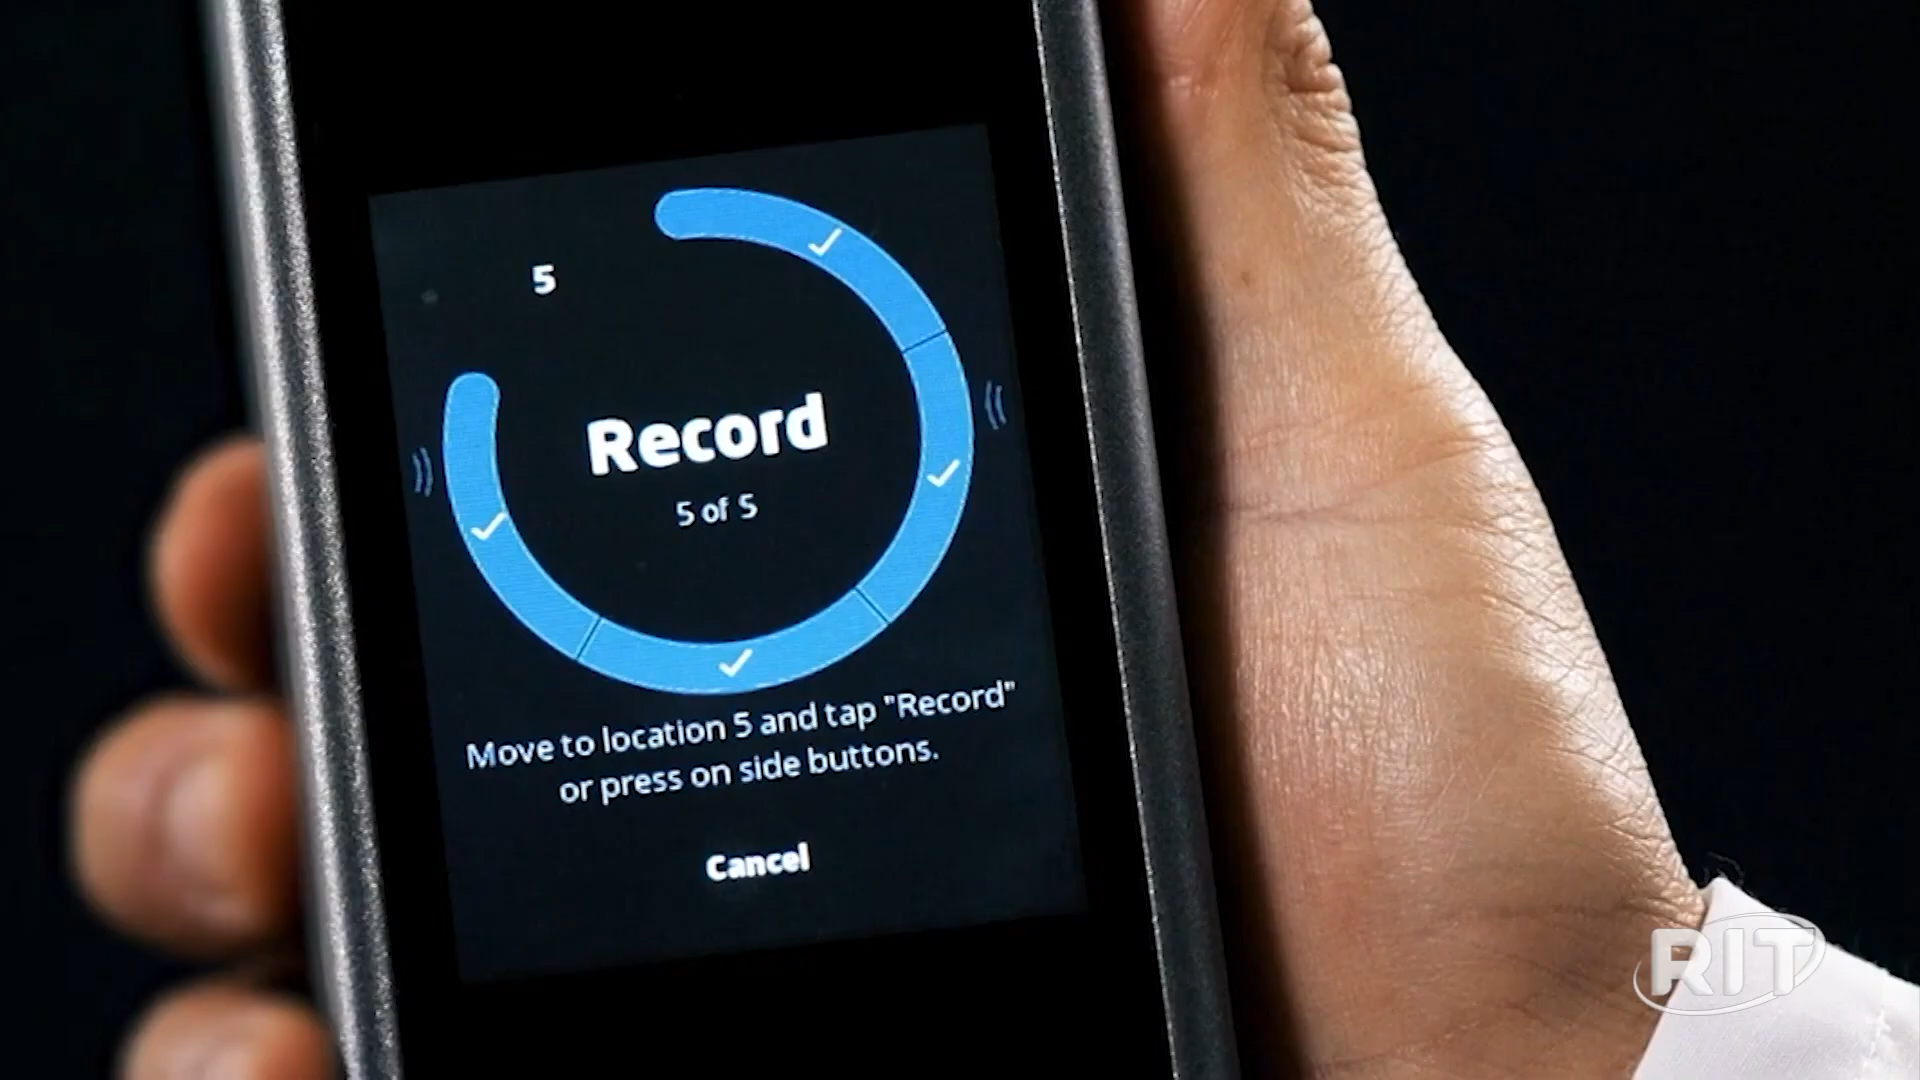 5
Record
5 of 5
Move to location 5 and tap "Record"
or press on side buttons.
Cancel
RIT